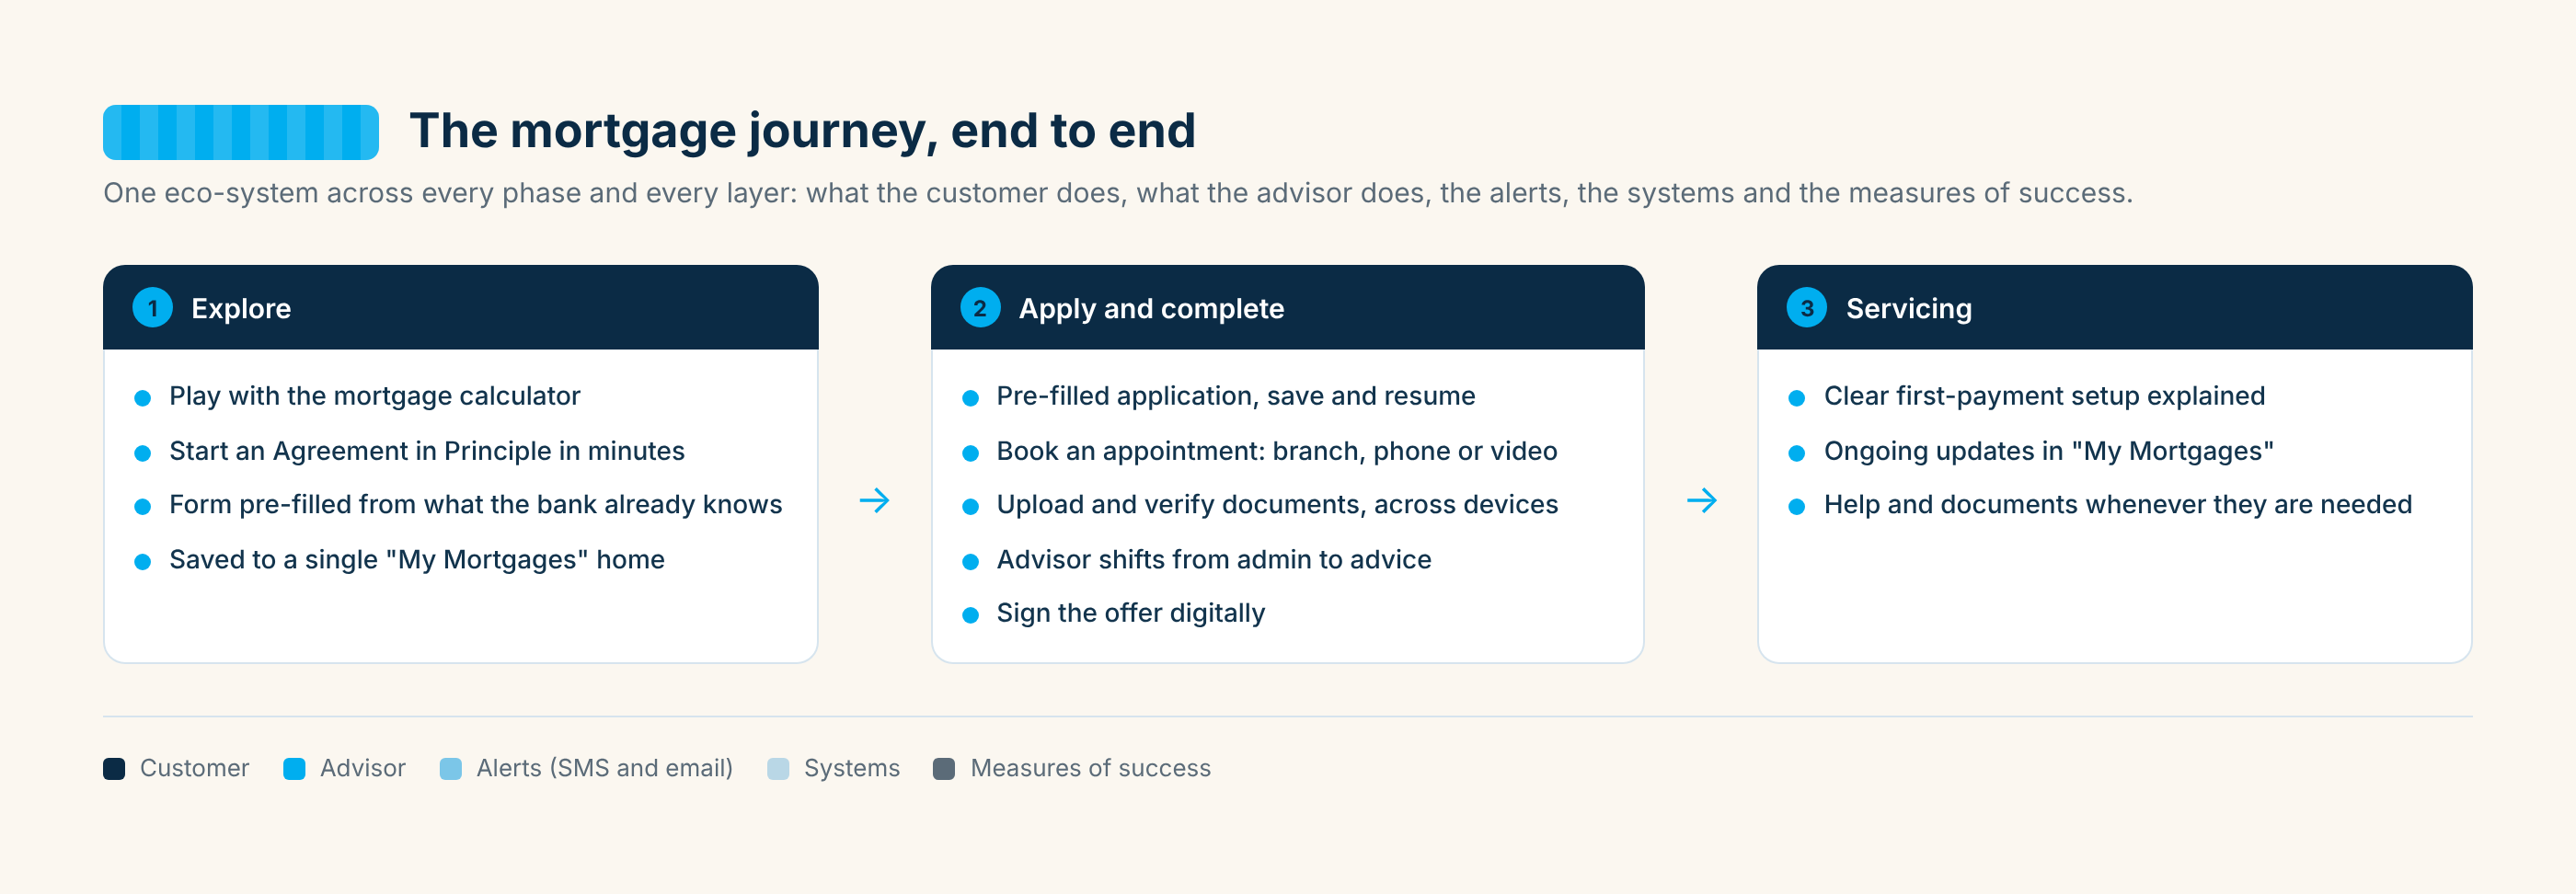 The mortgage journey, end to end
One eco-system across every phase and every layer: what the customer does, what the advisor does, the alerts, the systems and the measures of success.
1 Explore
Play with the mortgage calculator
Start an Agreement in Principle in minutes
Form pre-filled from what the bank already knows
Saved to a single "My Mortgages" home
2 Apply and complete
Pre-filled application, save and resume
Book an appointment: branch, phone or video
Upload and verify documents, across devices
Advisor shifts from admin to advice
Sign the offer digitally
3 Servicing
Clear first-payment setup explained
Ongoing updates in "My Mortgages"
Help and documents whenever they are needed
Customer Advisor Alerts (SMS and email) Systems Measures of success